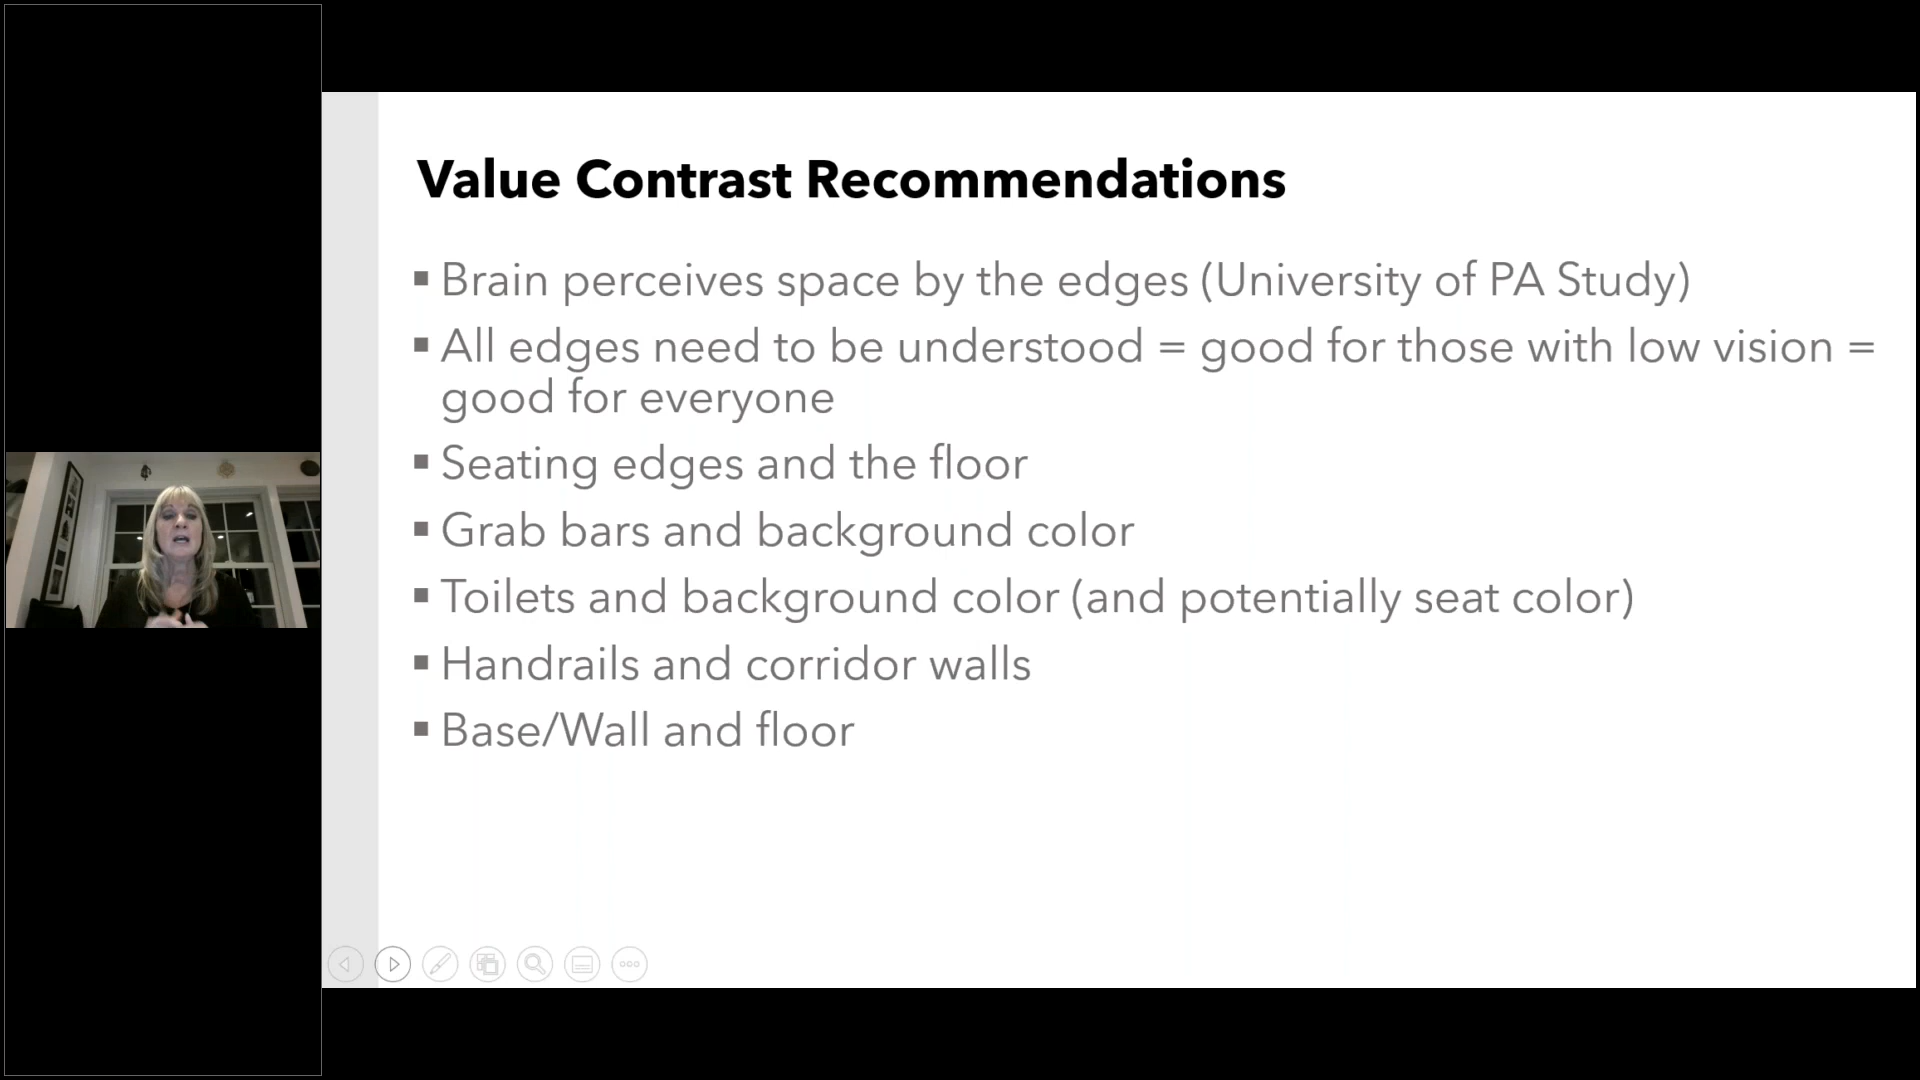 Value Contrast Recommendations
▪ Brain perceives space by the edges (University of PA Study)
▪ All edges need to be understood = good for those with low vision =
good for everyone
▪ Seating edges and the floor
▪ Grab bars and background color
▪ Toilets and background color (and potentially seat color)
▪ Handrails and corridor walls
▪ Base/Wall and floor